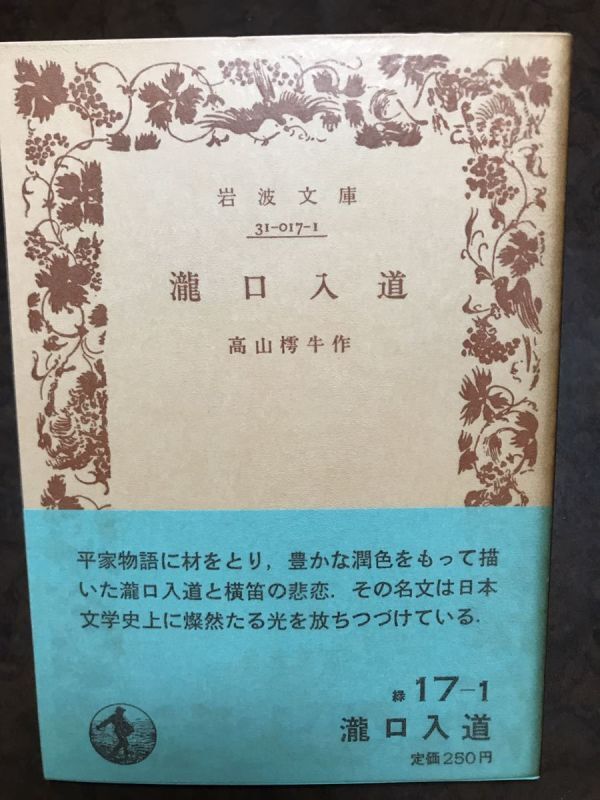 岩波文庫
31-017-1
瀧口入道
高山樗牛作
平家物語に材をとり，豊かな潤色をもって描
いた瀧口入道と横笛の悲恋．その名文は日本
文学史上に燦然たる光を放ちつづけている．
緑 17-1
瀧口入道
定価250円